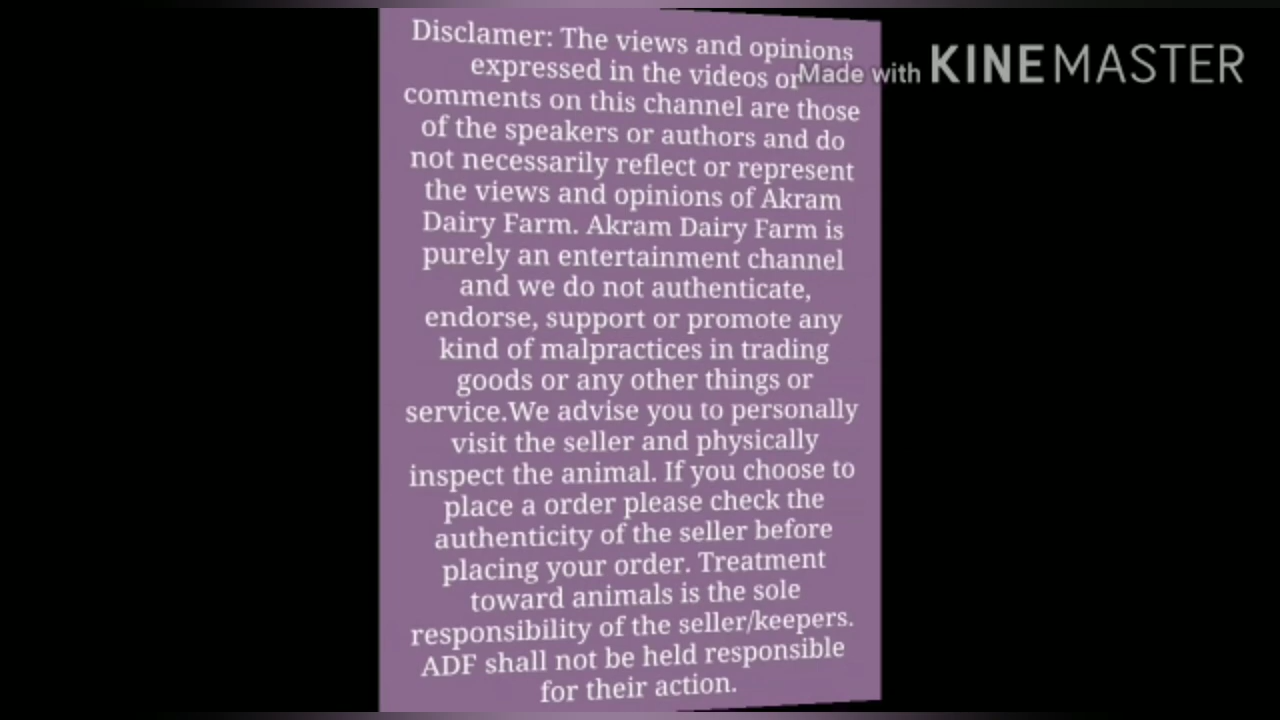 Disclamer: The views and opinions
expressed in the videos or
comments on this channel are those
of the speakers or authors and do
not necessarily reflect or represent
the views and opinions of Akram
Dairy Farm. Akram Dairy Farm is
purely an entertainment channel
and we do not authenticate,
endorse, support or promote any
kind of malpractices in trading
goods or any other things or
service.We advise you to personally
visit the seller and physically
inspect the animal. If you choose to
place a order please check the
authenticity of the seller before
placing your order. Treatment
toward animals is the sole
responsibility of the seller/keepers.
ADF shall not be held responsible
for their action.
Made with KINEMASTER